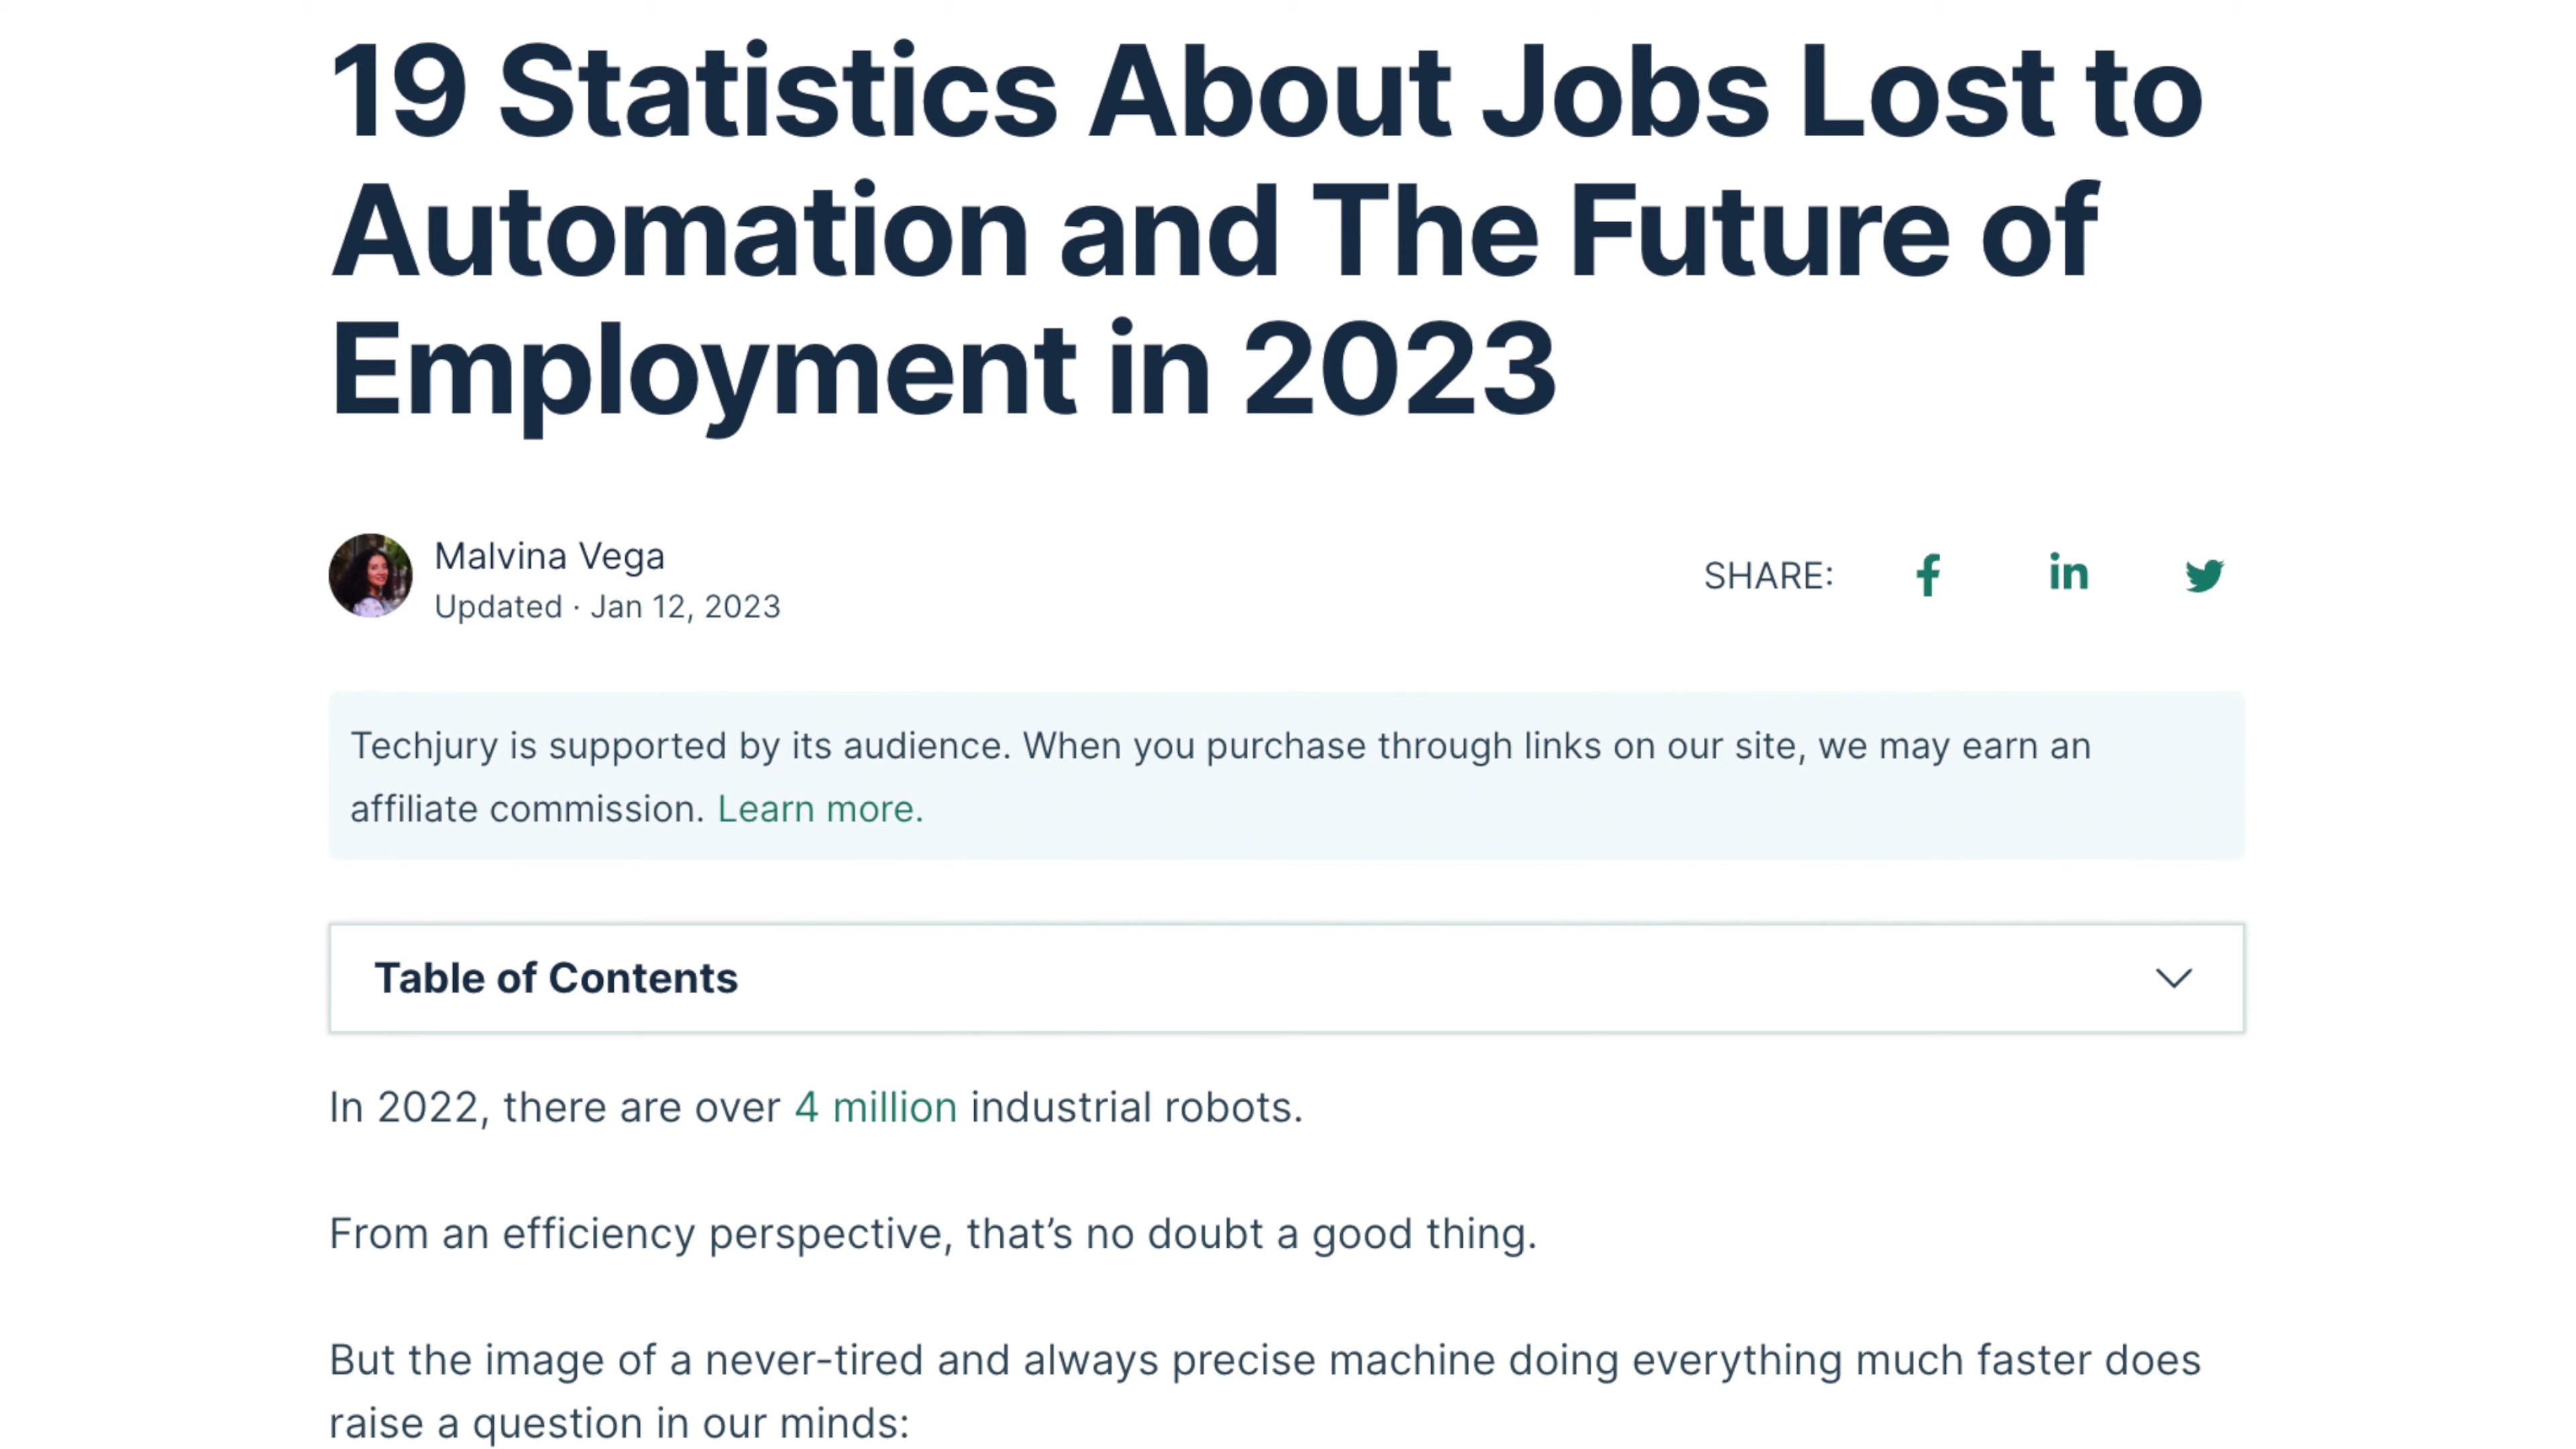 19 Statistics About Jobs Lost to
Automation and The Future of
Employment in 2023
Malvina Vega
Updated · Jan 12, 2023
SHARE:
Techjury is supported by its audience. When you purchase through links on our site, we may earn an
affiliate commission. Learn more.
Table of Contents
In 2022, there are over 4 million industrial robots.
From an efficiency perspective, that’s no doubt a good thing.
But the image of a never-tired and always precise machine doing everything much faster does
raise a question in our minds: